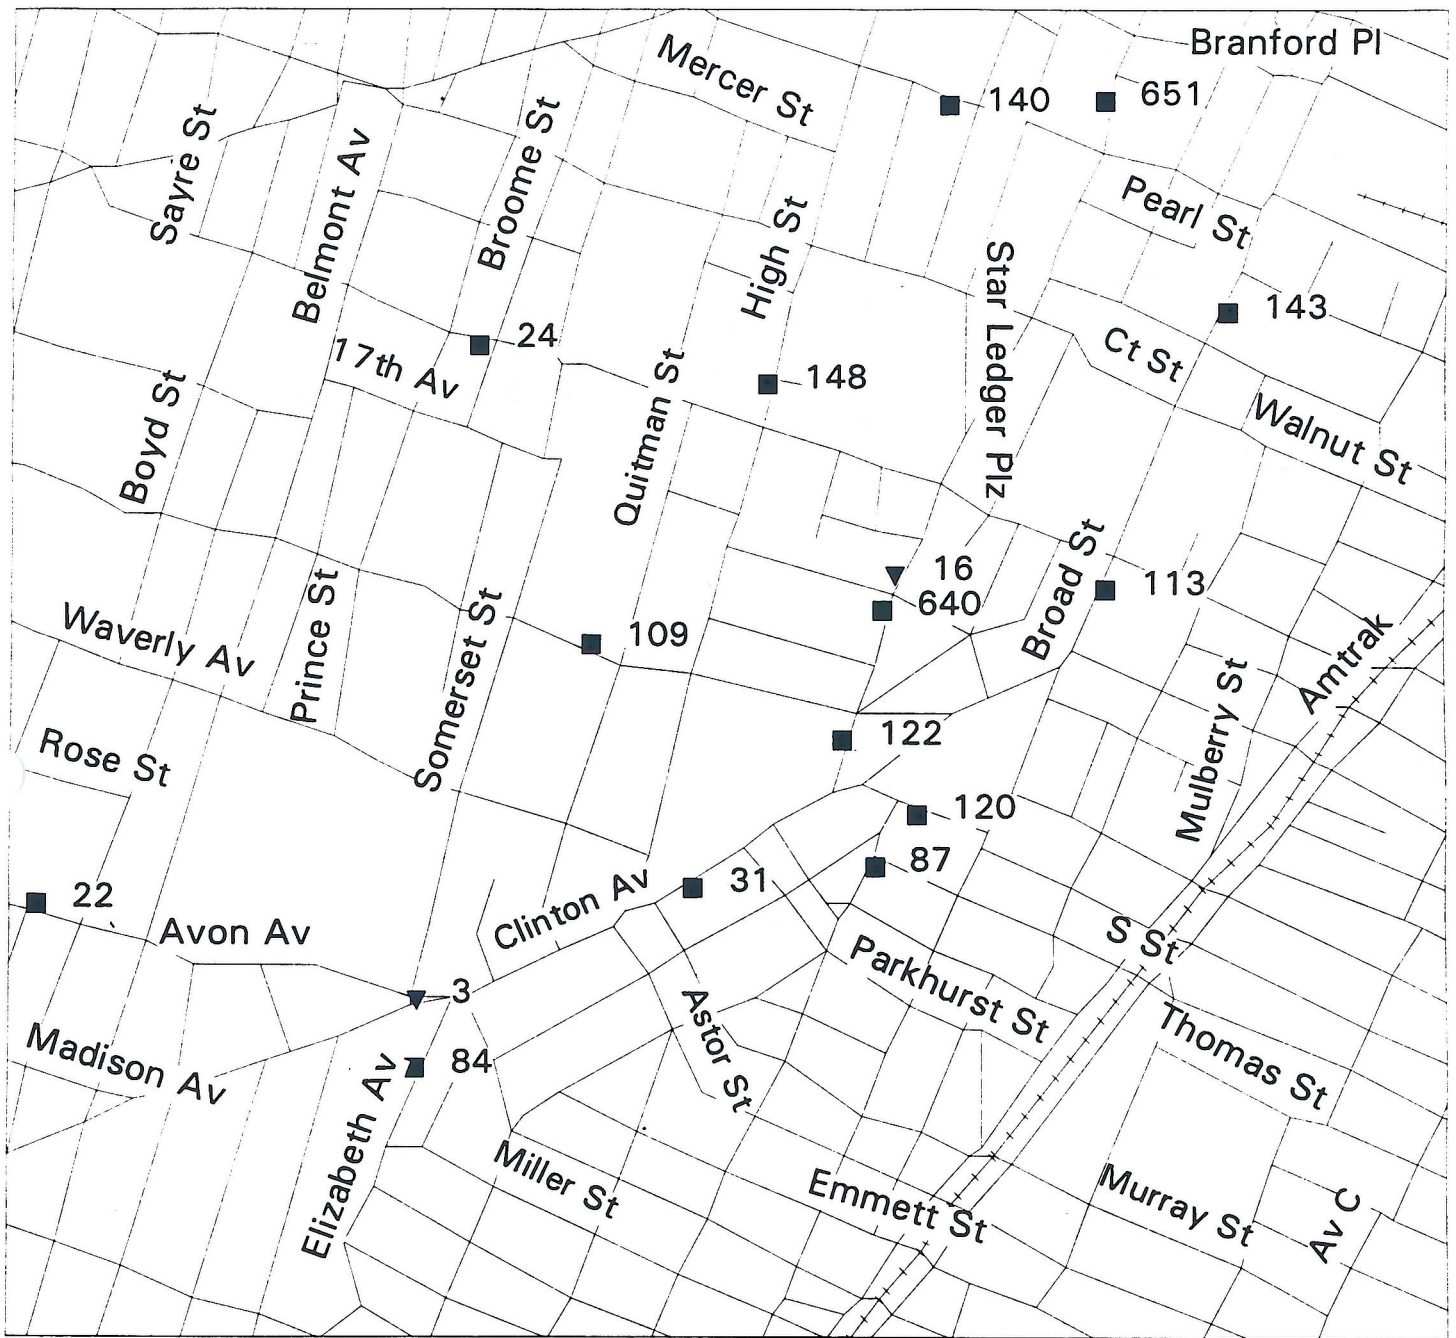 Branford Pl
Mercer St
140
651
Sayre St
Belmont Av
Broome St
High St
Pearl St
Star Ledger Plz
143
24
17th Av
Ct St
148
Quitman St
Boyd St
Walnut St
16
640
Broad St
113
109
Waverly Av
Prince St
Somerset St
Amtrak
Mulberry St
122
Rose St
120
87
31
22
Clinton Av
Avon Av
S St
Parkhurst St
3
Astor St
Thomas St
Madison Av
84
Elizabeth Av
Miller St
Emmett St
Murray St
Av C